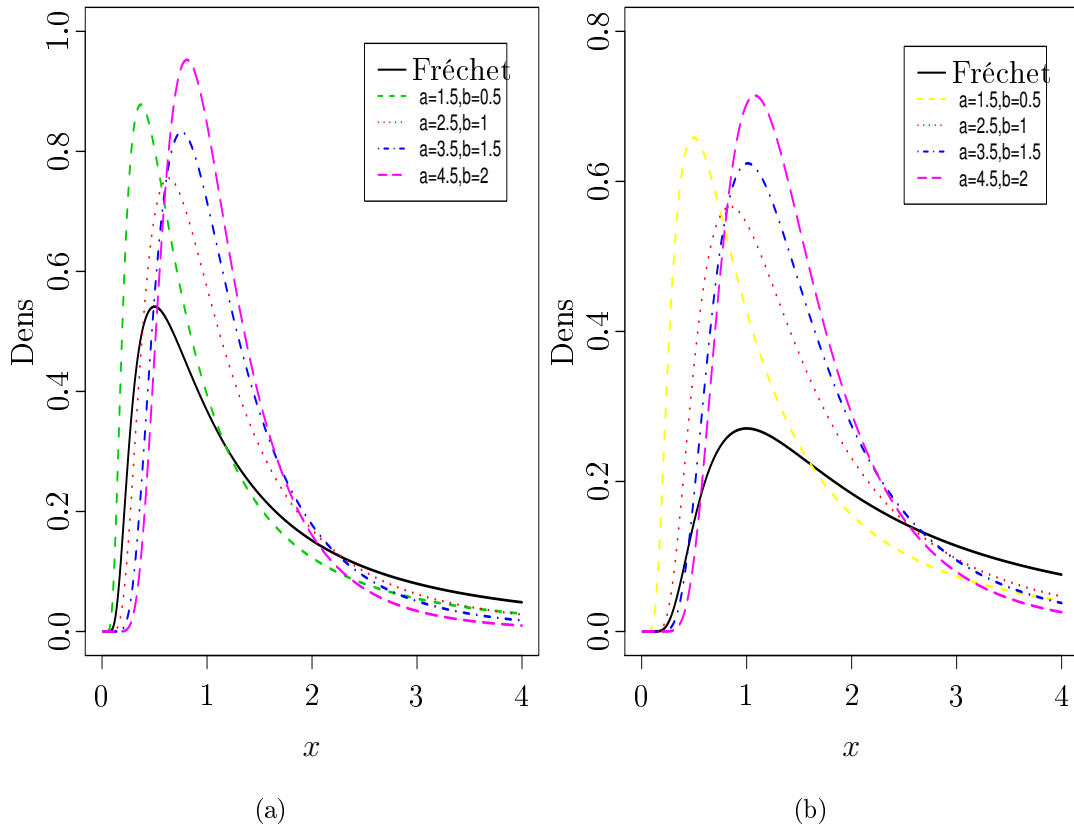 1.0
0.8
0.6
0.4
0.2
0.0
Dens
0 1 2 3 4
x
Fréchet
a=1.5,b=0.5
a=2.5,b=1
a=3.5,b=1.5
a=4.5,b=2
(a)
0.8
0.6
0.4
0.2
0.0
Dens
0 1 2 3 4
x
Fréchet
a=1.5,b=0.5
a=2.5,b=1
a=3.5,b=1.5
a=4.5,b=2
(b)